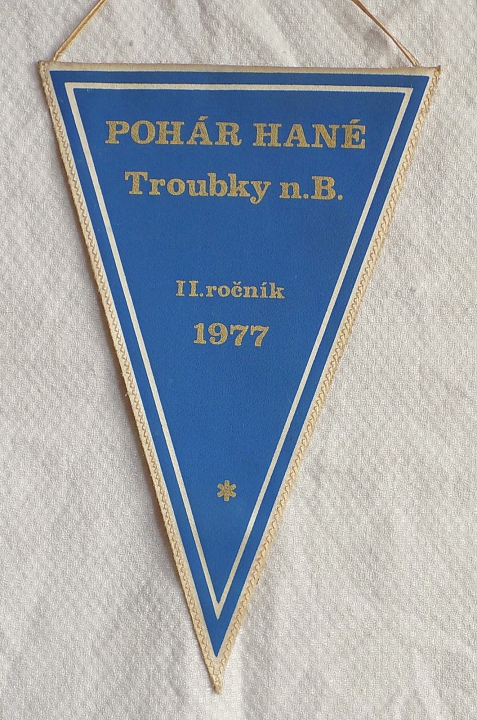 POHÁR HANÉ
Troubky n.B.
II.ročník
1977
*